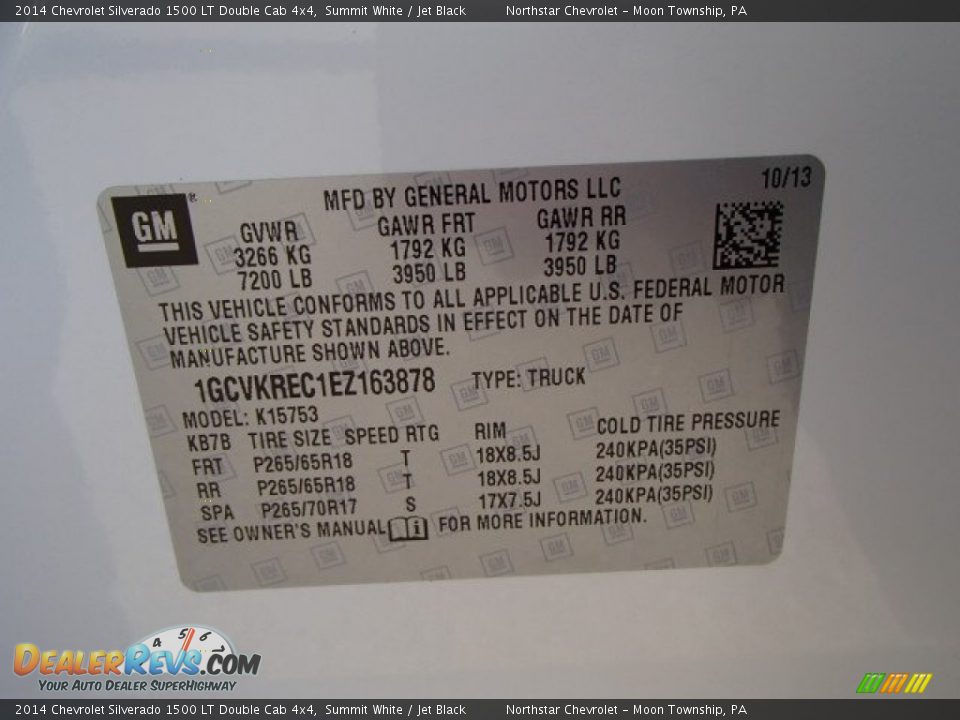 2014 Chevrolet Silverado 1500 LT Double Cab 4x4, Summit White / Jet Black Northstar Chevrolet – Moon Township, PA
10/13
MFD BY GENERAL MOTORS LLC
GM®
GVWR GAWR FRT GAWR RR
3266 KG 1792 KG 1792 KG
7200 LB 3950 LB 3950 LB
THIS VEHICLE CONFORMS TO ALL APPLICABLE U.S. FEDERAL MOTOR
VEHICLE SAFETY STANDARDS IN EFFECT ON THE DATE OF
MANUFACTURE SHOWN ABOVE.
1GCVKREC1EZ163878 TYPE: TRUCK
MODEL: K15753
KB7B TIRE SIZE SPEED RTG RIM COLD TIRE PRESSURE
FRT P265/65R18 T 18X8.5J 240KPA(35PSI)
RR P265/65R18 T 18X8.5J 240KPA(35PSI)
SPA P265/70R17 S 17X7.5J 240KPA(35PSI)
SEE OWNER'S MANUAL i FOR MORE INFORMATION.
4 5 6
DEALERREVS.COM
YOUR AUTO DEALER SUPERHIGHWAY
2014 Chevrolet Silverado 1500 LT Double Cab 4x4, Summit White / Jet Black Northstar Chevrolet – Moon Township, PA